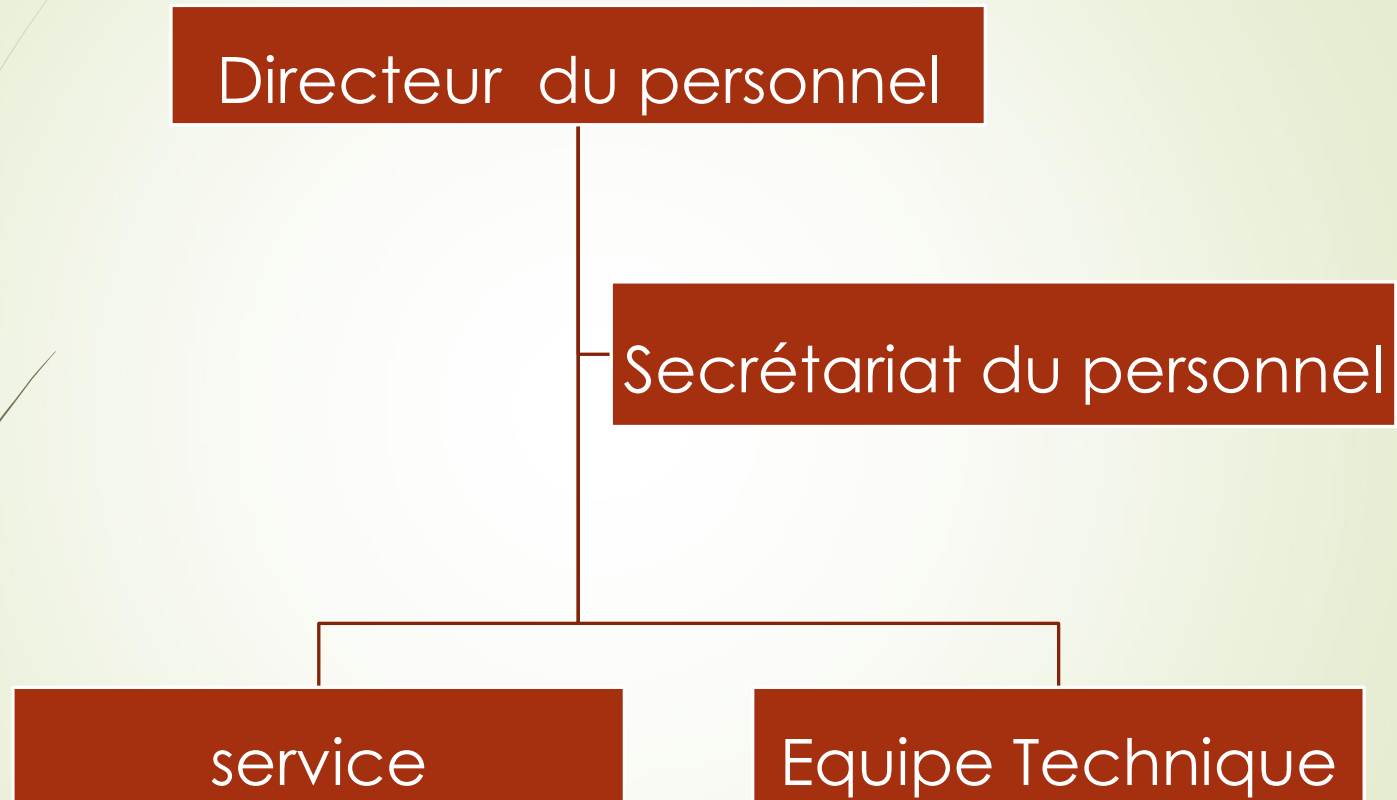 Directeur du personnel
Secrétariat du personnel
service
Equipe Technique